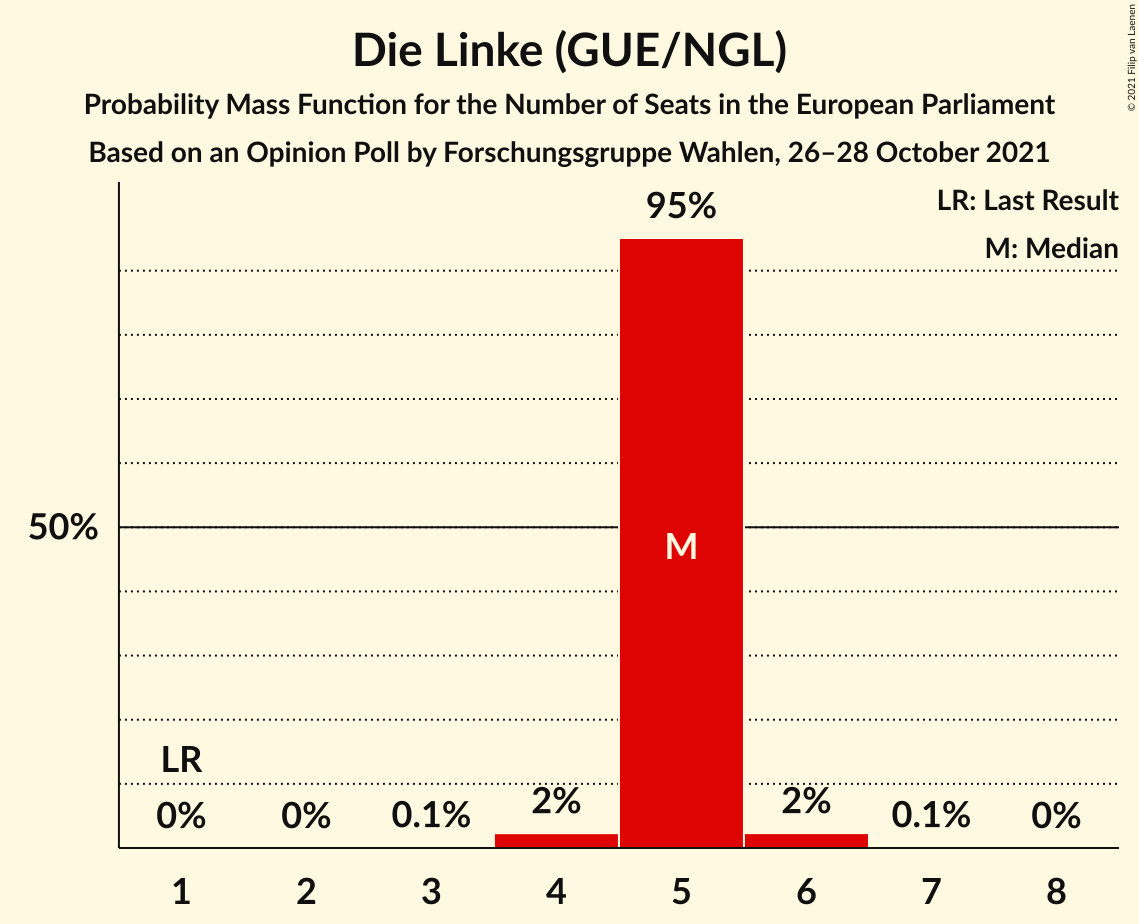 Die Linke (GUE/NGL)
Probability Mass Function for the Number of Seats in the European Parliament
Based on an Opinion Poll by Forschungsgruppe Wahlen, 26–28 October 2021
© 2021 Filip van Laenen
LR: Last Result
M: Median
95%
50%
M
LR
0%
0%
0.1%
2%
2%
0.1%
0%
1
2
3
4
5
6
7
8